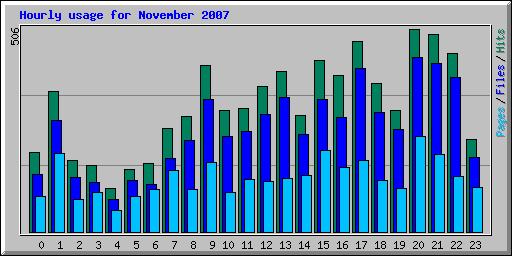 Hourly usage for November 2007
506
Pages / Files / Hits
0 1 2 3 4 5 6 7 8 9 10 11 12 13 14 15 16 17 18 19 20 21 22 23